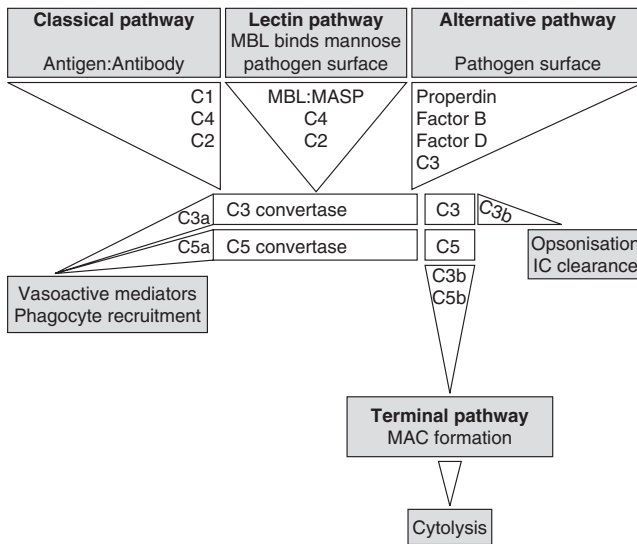 Classical pathway
Antigen:Antibody
Lectin pathway
MBL binds mannose
pathogen surface
Alternative pathway
Pathogen surface
C1
C4
C2
MBL:MASP
C4
C2
Properdin
Factor B
Factor D
C3
C3a
C3 convertase
C3
C3b
C5a
C5 convertase
C5
Opsonisation
IC clearance
Vasoactive mediators
Phagocyte recruitment
C3b
C5b
Terminal pathway
MAC formation
Cytolysis